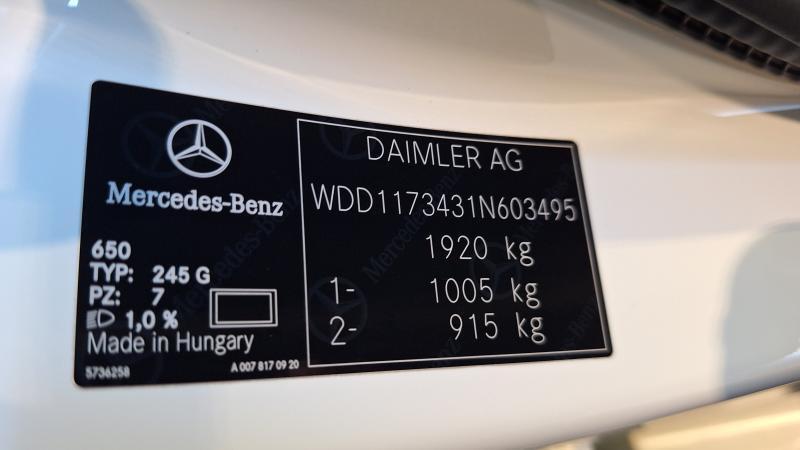 Mercedes-Benz
650
TYP: 245 G
PZ: 7
1,0 %
Made in Hungary
5736258
A 007 817 09 20
DAIMLER AG
WDD1173431N603495
1920 kg
1- 1005 kg
2- 915 kg